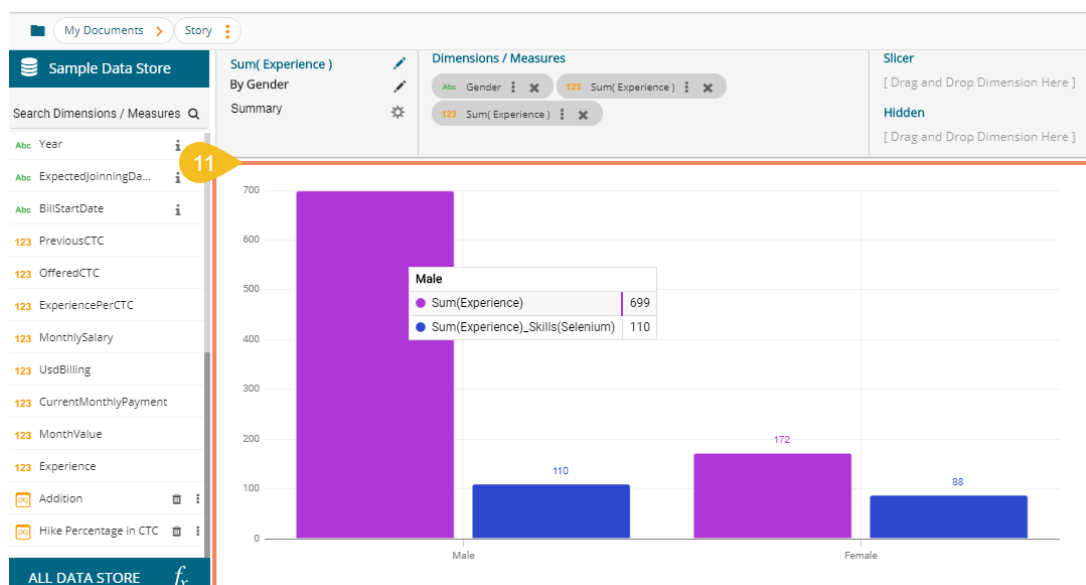 My Documents > Story
Sample Data Store
Search Dimensions / Measures
Abc Year i
Abc ExpectedJoinningDa... i
Abc BillStartDate i
123 PreviousCTC
123 OfferedCTC
123 ExperiencePerCTC
123 MonthlySalary
123 UsdBilling
123 CurrentMonthlyPayment
123 MonthValue
123 Experience
(x) Addition
(x) Hike Percentage in CTC
ALL DATA STORE fx
Sum( Experience )
By Gender
Summary
Dimensions / Measures
Abc Gender 123 Sum( Experience )
123 Sum( Experience )
Slicer
[ Drag and Drop Dimension Here ]
Hidden
[ Drag and Drop Dimension Here ]
11
700
600
500
400
300
200
100
0
Male
Sum(Experience) 699
Sum(Experience)_Skills(Selenium) 110
110
172
88
Male
Female